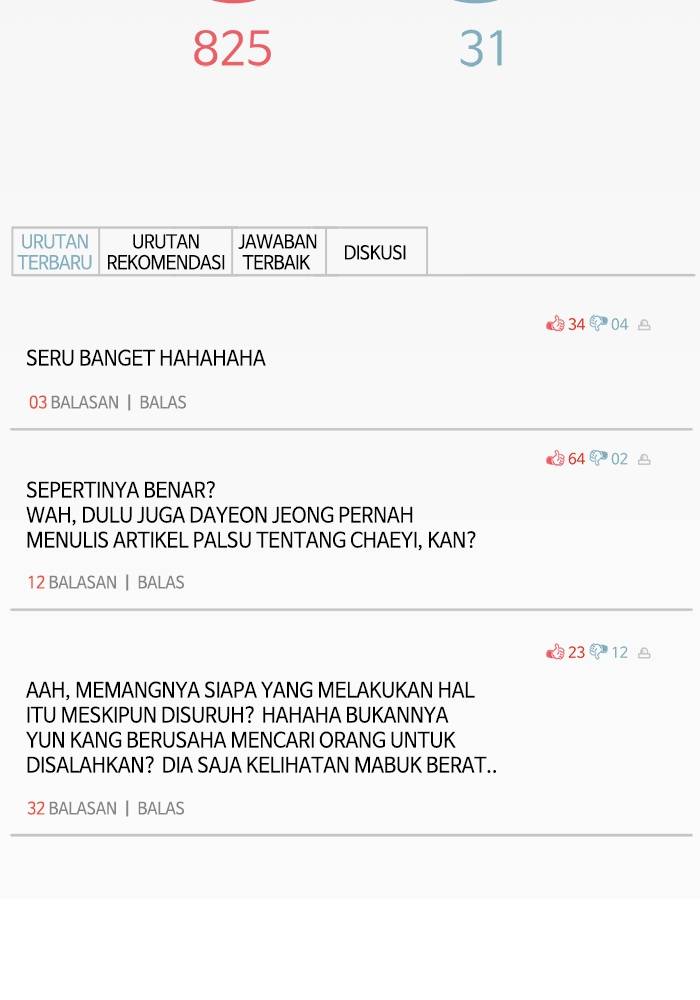 825 31
URUTAN TERBARU
URUTAN REKOMENDASI
JAWABAN TERBAIK
DISKUSI
34 04
SERU BANGET HAHAHAHA
03 BALASAN | BALAS
64 02
SEPERTINYA BENAR?
WAH, DULU JUGA DAYEON JEONG PERNAH
MENULIS ARTIKEL PALSU TENTANG CHAEYI, KAN?
12 BALASAN | BALAS
23 12
AAH, MEMANGNYA SIAPA YANG MELAKUKAN HAL
ITU MESKIPUN DISURUH? HAHAHA BUKANNYA
YUN KANG BERUSAHA MENCARI ORANG UNTUK
DISALAHKAN? DIA SAJA KELIHATAN MABUK BERAT..
32 BALASAN | BALAS